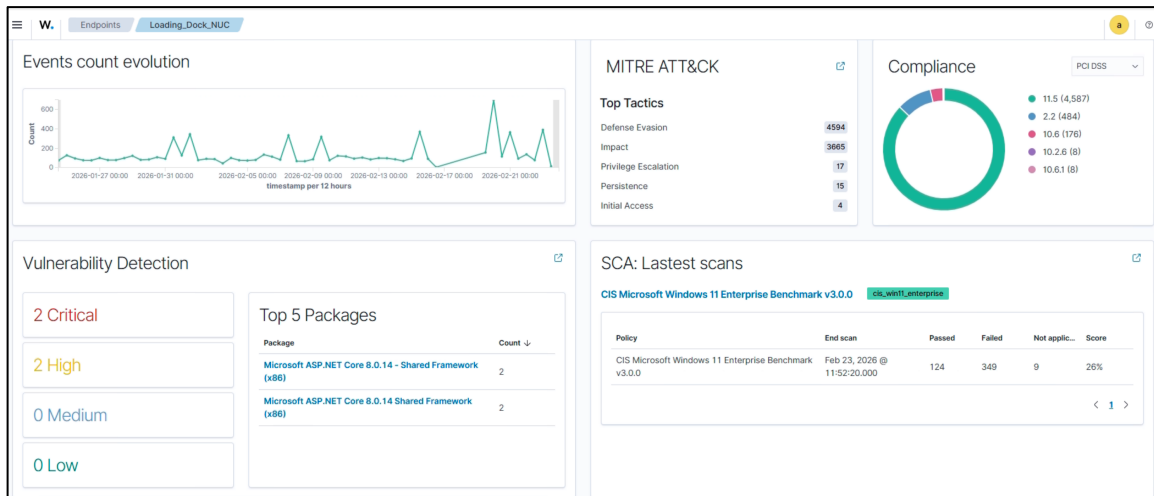 W. Endpoints Loading_Dock_NUC a
Events count evolution
Count
600
400
200
0
2026-01-27 00:00 2026-01-31 00:00 2026-02-05 00:00 2026-02-09 00:00 2026-02-13 00:00 2026-02-17 00:00 2026-02-21 00:00
timestamp per 12 hours
MITRE ATT&CK
Top Tactics
Defense Evasion 4594
Impact 3665
Privilege Escalation 17
Persistence 15
Initial Access 4
Compliance PCI DSS
11.5 (4,587)
2.2 (484)
10.6 (176)
10.2.6 (8)
10.6.1 (8)
Vulnerability Detection
2 Critical
2 High
0 Medium
0 Low
Top 5 Packages
Package Count
Microsoft ASP.NET Core 8.0.14 - Shared Framework
(x86) 2
Microsoft ASP.NET Core 8.0.14 Shared Framework
(x86) 2
SCA: Lastest scans
CIS Microsoft Windows 11 Enterprise Benchmark v3.0.0 cis_win11_enterprise
Policy End scan Passed Failed Not applic... Score
CIS Microsoft Windows 11 Enterprise Benchmark Feb 23, 2026 @
v3.0.0 11:52:20.000 124 349 9 26%
1